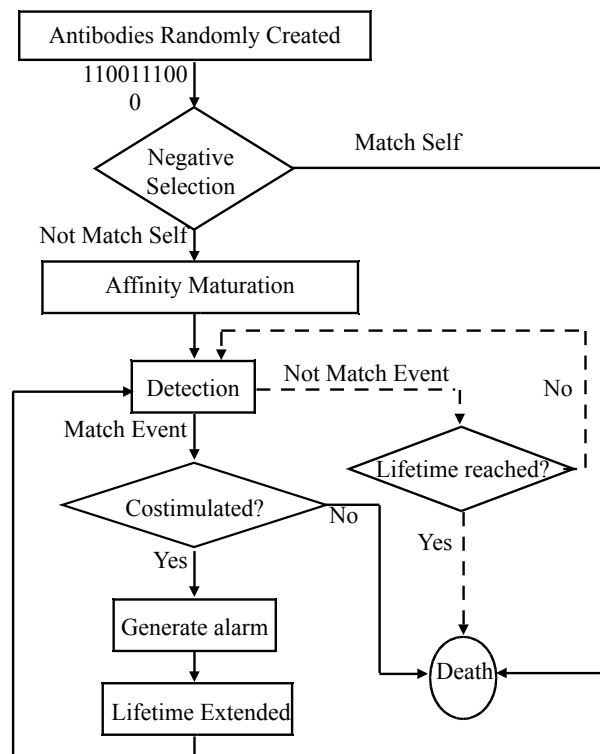 Antibodies Randomly Created
110011100
0
Match Self
Negative
Selection
Not Match Self
Affinity Maturation
Detection
Not Match Event
No
Match Event
Lifetime reached?
Costimulated?
No
Yes
Yes
Generate alarm
Death
Lifetime Extended